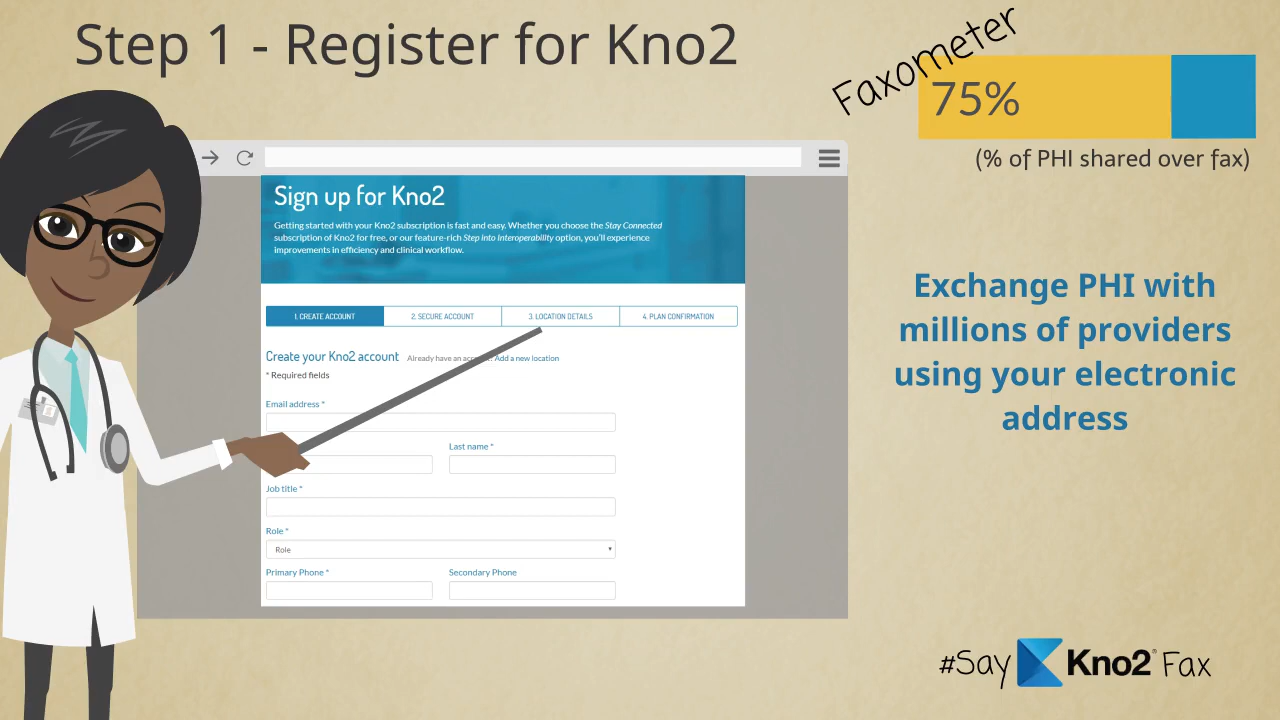 Step 1 - Register for Kno2
Faxometer
75%
(% of PHI shared over fax)
Sign up for Kno2
Getting started with your Kno2 subscription is fast and easy. Whether you choose the Stay Connected
subscription of Kno2 for free, or our feature-rich Step into Interoperability option, you'll experience
improvements in efficiency and clinical workflow.
1. CREATE ACCOUNT 2. SECURE ACCOUNT 3. LOCATION DETAILS 4. PLAN CONFIRMATION
Create your Kno2 account Already have an Add a new location
* Required fields
Email address *
Last name *
Job title *
Role *
Role
Primary Phone * Secondary Phone
Exchange PHI with
millions of providers
using your electronic
address
#Say Kno2® Fax